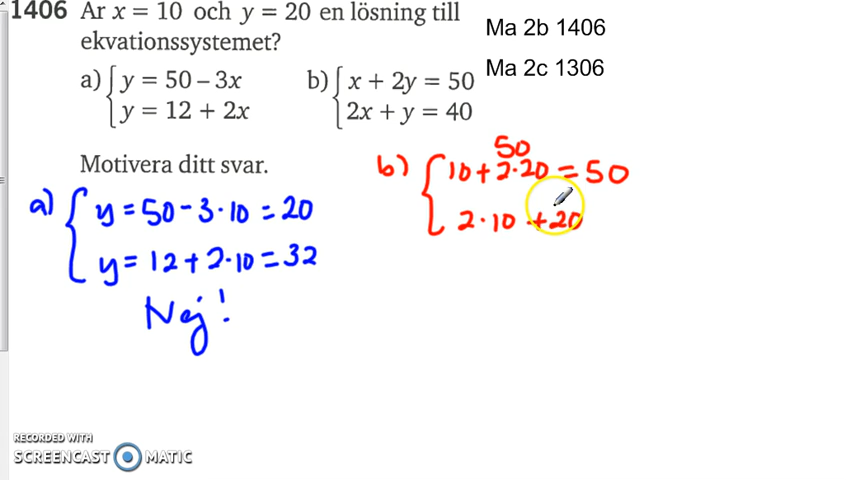 1406 Är x = 10 och y = 20 en lösning till
ekvationssystemet?
a) { y = 50 – 3x
y = 12 + 2x
b) { x + 2y = 50
2x + y = 40
Ma 2b 1406
Ma 2c 1306
Motivera ditt svar.
a) { y = 50 - 3 · 10 = 20
y = 12 + 2 · 10 = 32
Nej!
50
b) { 10 + 2 · 20 = 50
2 · 10 + 20
RECORDED WITH
SCREENCAST MATIC